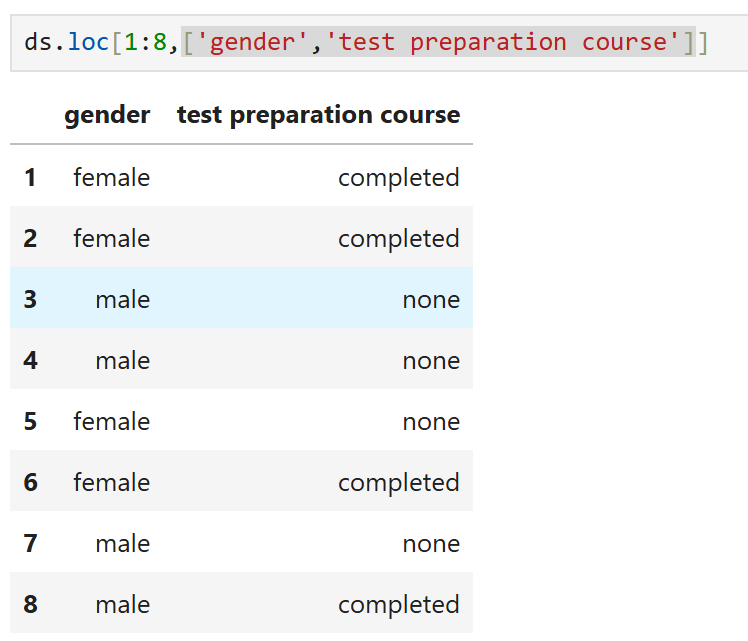 ds.loc[1:8,['gender','test preparation course']]
gender test preparation course
1 female completed
2 female completed
3 male none
4 male none
5 female none
6 female completed
7 male none
8 male completed